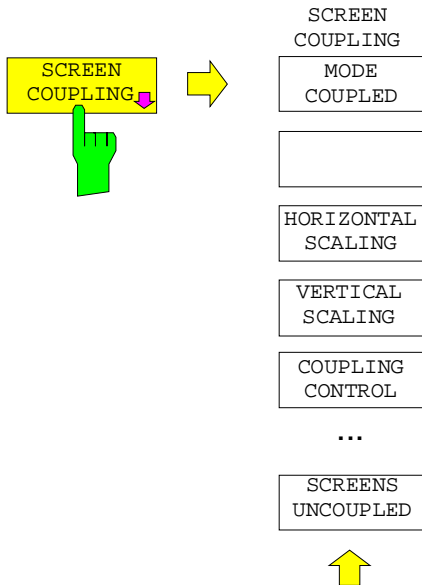 SCREEN
COUPLING
SCREEN
COUPLING
MODE
COUPLED
HORIZONTAL
SCALING
VERTICAL
SCALING
COUPLING
CONTROL
...
SCREENS
UNCOUPLED